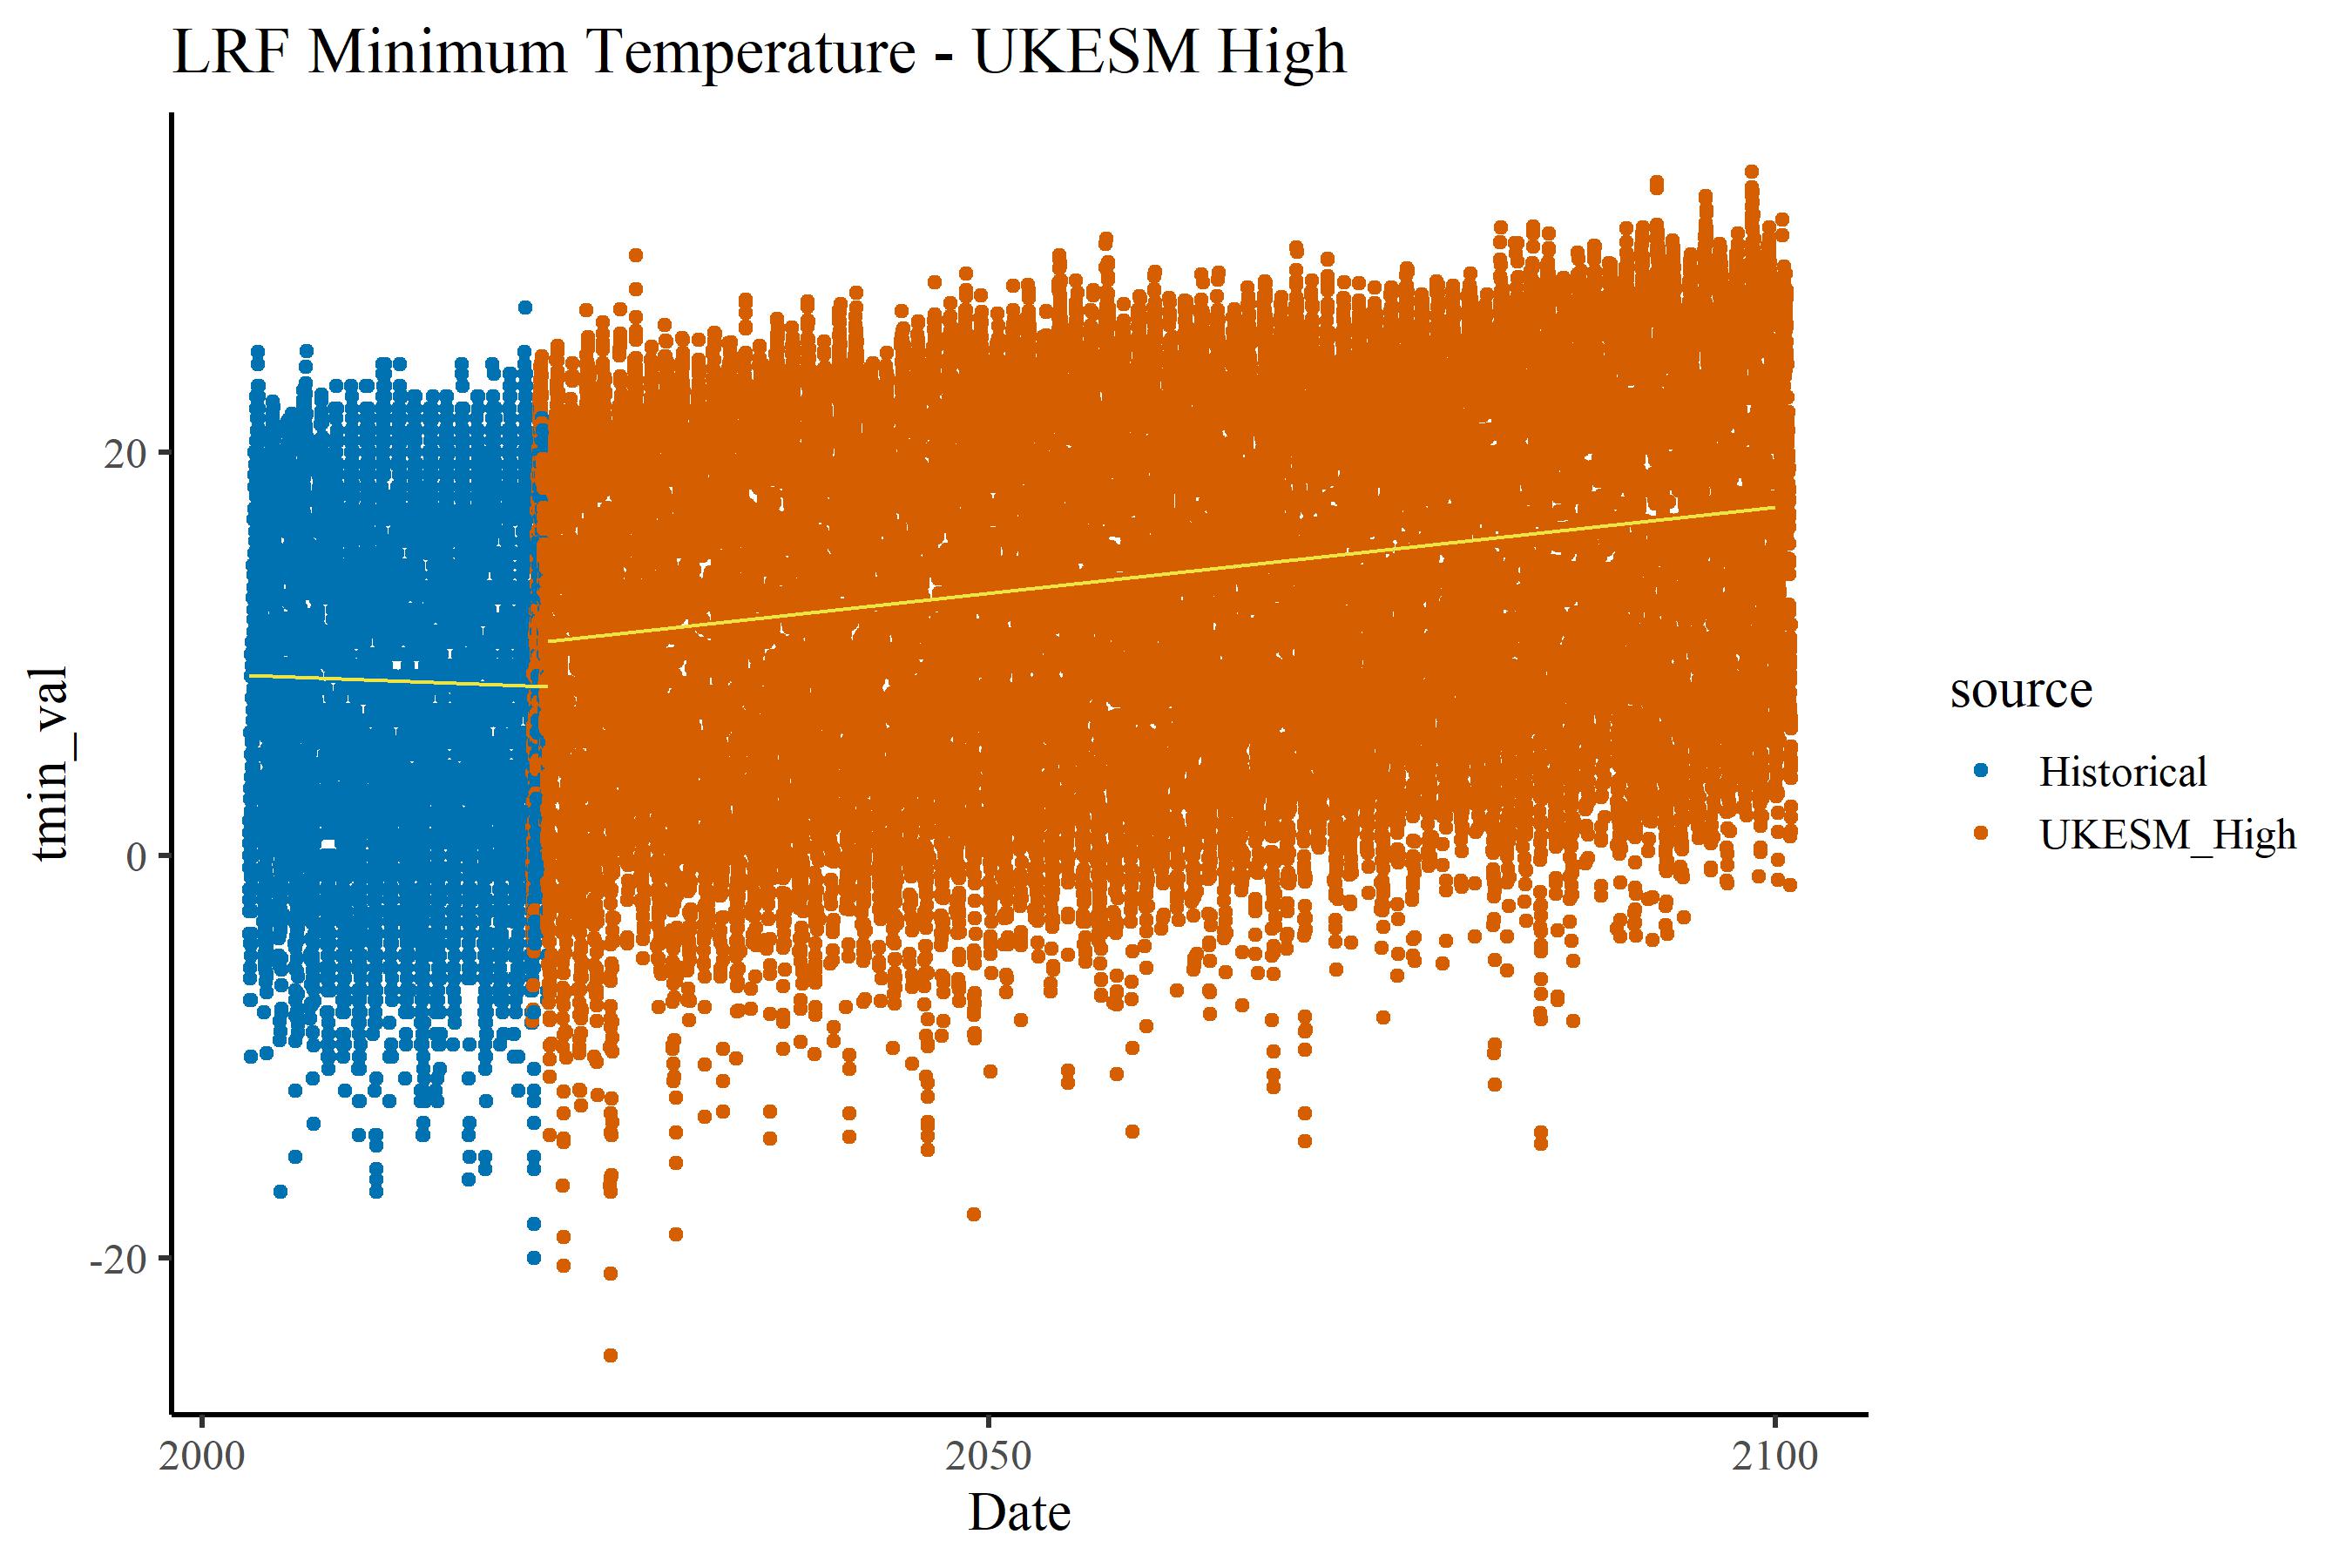 LRF Minimum Temperature - UKESM High
tmin_val
20
0
-20
2000
2050
2100
Date
source
Historical
UKESM_High